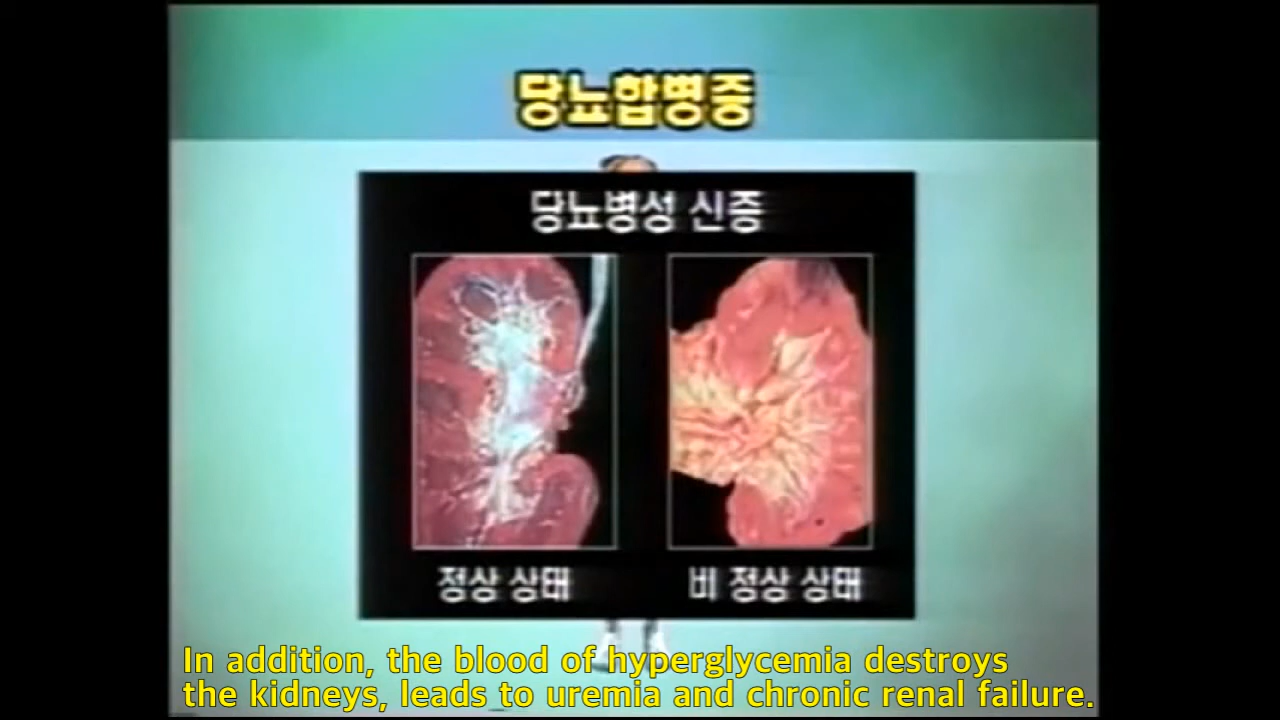 당뇨합병증
당뇨병성 신증
정상 상태
비 정상 상태
In addition, the blood of hyperglycemia destroys
the kidneys, leads to uremia and chronic renal failure.